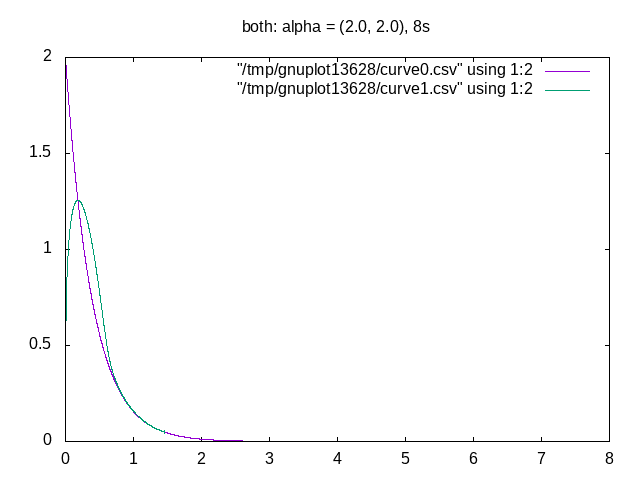 both: alpha = (2.0, 2.0), 8s
"/tmp/gnuplot13628/curve0.csv" using 1:2
"/tmp/gnuplot13628/curve1.csv" using 1:2
2
1.5
1
0.5
0
0 1 2 3 4 5 6 7 8